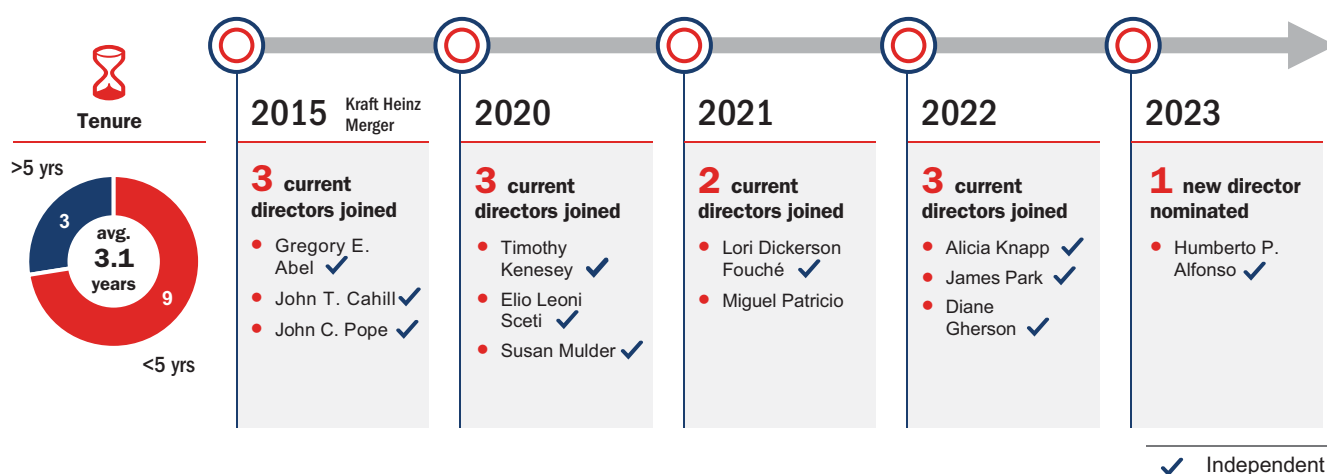 Tenure
>5 yrs
3
avg.
3.1
years
9
<5 yrs
2015 Kraft Heinz
Merger
3 current
directors joined
Gregory E.
Abel
John T. Cahill
John C. Pope
2020
3 current
directors joined
Timothy
Kenesey
Elio Leoni
Sceti
Susan Mulder
2021
2 current
directors joined
Lori Dickerson
Fouché
Miguel Patricio
2022
3 current
directors joined
Alicia Knapp
James Park
Diane
Gherson
2023
1 new director
nominated
Humberto P.
Alfonso
Independent